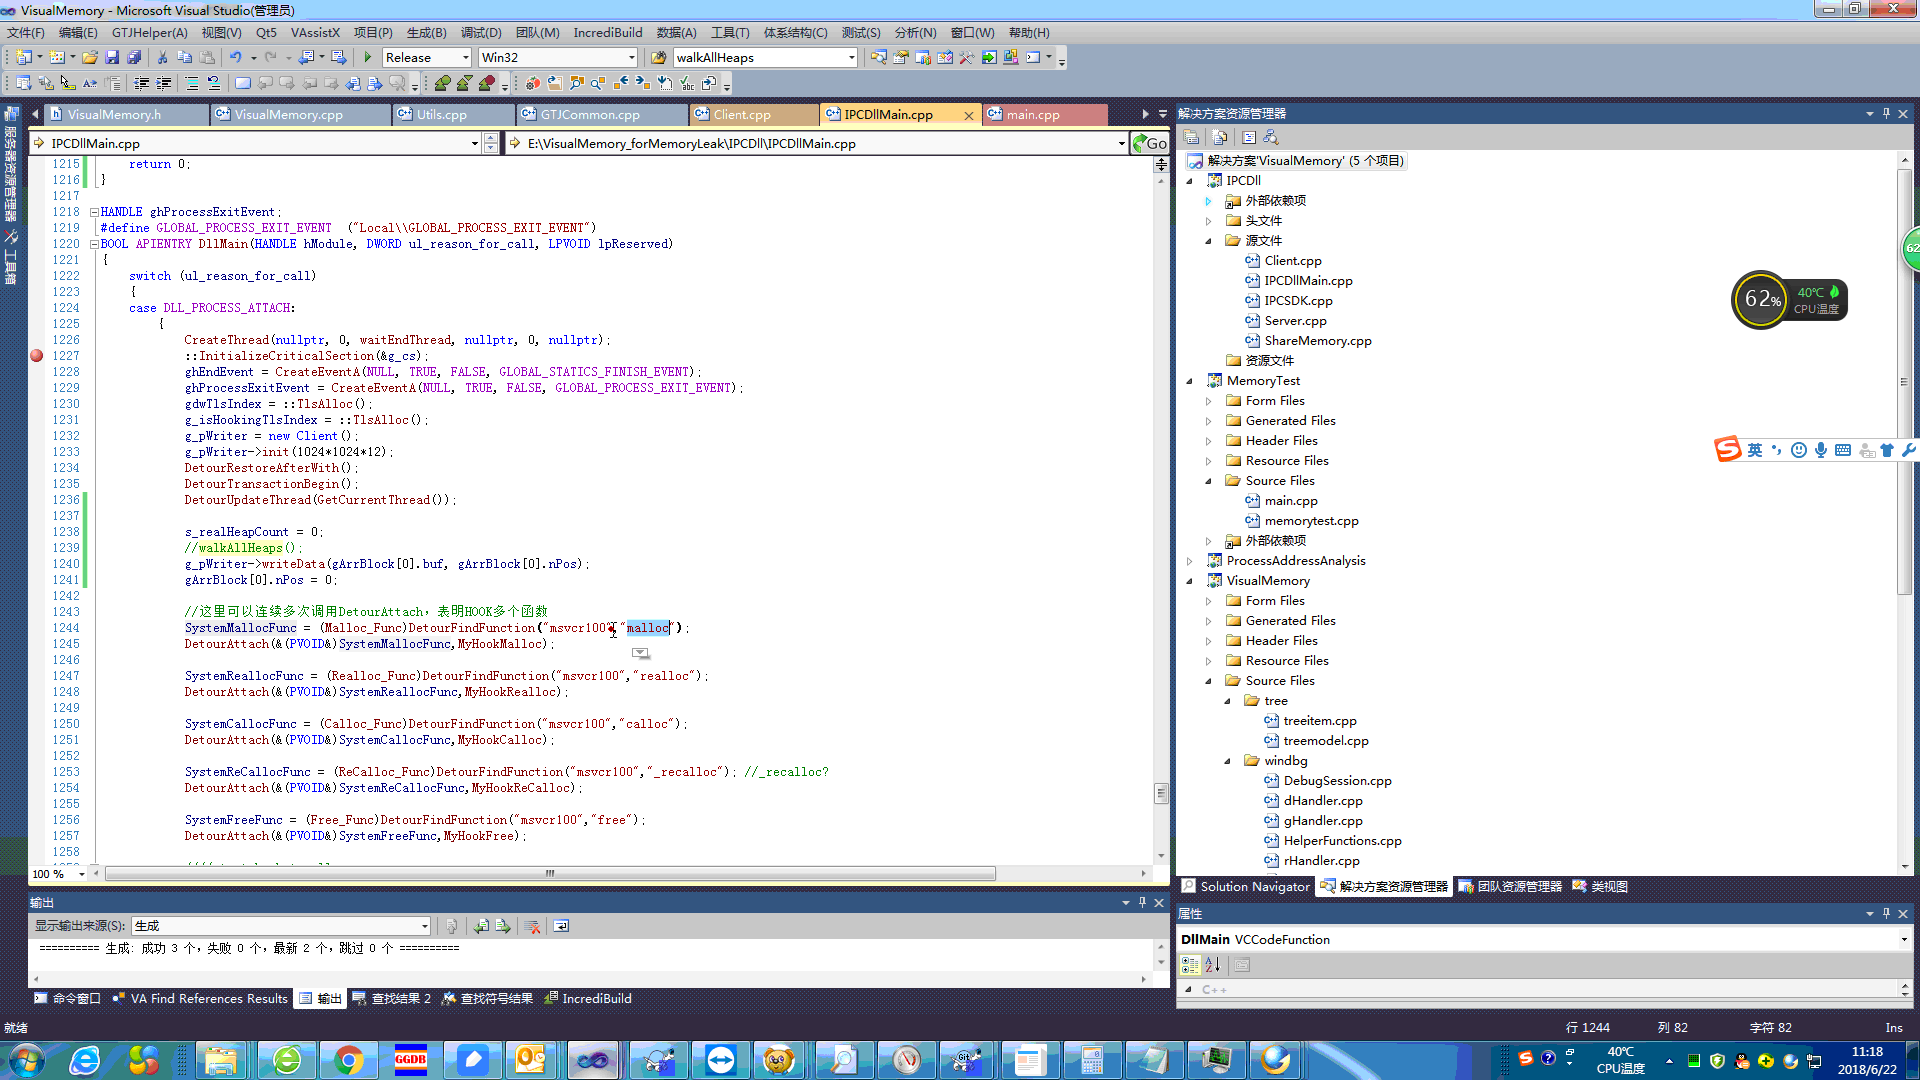 VisualMemory - Microsoft Visual Studio(管理员)
文件(F) 编辑(E) GTJHelper(A) 视图(V) Qt5 VAssistX 项目(P) 生成(B) 调试(D) 团队(M) IncrediBuild 数据(A) 工具(T) 体系结构(C) 测试(S) 分析(N) 窗口(W) 帮助(H)
Release Win32 walkAllHeaps
VisualMemory.h VisualMemory.cpp Utils.cpp GTJCommon.cpp Client.cpp IPCDllMain.cpp main.cpp
IPCDllMain.cpp E:\VisualMemory_forMemoryLeak\IPCDll\IPCDllMain.cpp Go
服务器资源管理器
工具箱
1215 return 0;
1216 }
1217
1218 HANDLE ghProcessExitEvent;
1219 #define GLOBAL_PROCESS_EXIT_EVENT ("Local\\GLOBAL_PROCESS_EXIT_EVENT")
1220 BOOL APIENTRY DllMain(HANDLE hModule, DWORD ul_reason_for_call, LPVOID lpReserved)
1221 {
1222 switch (ul_reason_for_call)
1223 {
1224 case DLL_PROCESS_ATTACH:
1225 {
1226 CreateThread(nullptr, 0, waitEndThread, nullptr, 0, nullptr);
1227 ::InitializeCriticalSection(&g_cs);
1228 ghEndEvent = CreateEventA(NULL, TRUE, FALSE, GLOBAL_STATICS_FINISH_EVENT);
1229 ghProcessExitEvent = CreateEventA(NULL, TRUE, FALSE, GLOBAL_PROCESS_EXIT_EVENT);
1230 gdwTlsIndex = ::TlsAlloc();
1231 g_isHookingTlsIndex = ::TlsAlloc();
1232 g_pWriter = new Client();
1233 g_pWriter->init(1024*1024*12);
1234 DetourRestoreAfterWith();
1235 DetourTransactionBegin();
1236 DetourUpdateThread(GetCurrentThread());
1237
1238 s_realHeapCount = 0;
1239 //walkAllHeaps();
1240 g_pWriter->writeData(gArrBlock[0].buf, gArrBlock[0].nPos);
1241 gArrBlock[0].nPos = 0;
1242
1243 //这里可以连续多次调用DetourAttach，表明HOOK多个函数
1244 SystemMallocFunc = (Malloc_Func)DetourFindFunction("msvcr100","malloc");
1245 DetourAttach(&(PVOID&)SystemMallocFunc,MyHookMalloc);
1246
1247 SystemReallocFunc = (Realloc_Func)DetourFindFunction("msvcr100","realloc");
1248 DetourAttach(&(PVOID&)SystemReallocFunc,MyHookRealloc);
1249
1250 SystemCallocFunc = (Calloc_Func)DetourFindFunction("msvcr100","calloc");
1251 DetourAttach(&(PVOID&)SystemCallocFunc,MyHookCalloc);
1252
1253 SystemReCallocFunc = (ReCalloc_Func)DetourFindFunction("msvcr100","_recalloc"); //_recalloc?
1254 DetourAttach(&(PVOID&)SystemReCallocFunc,MyHookReCalloc);
1255
1256 SystemFreeFunc = (Free_Func)DetourFindFunction("msvcr100","free");
1257 DetourAttach(&(PVOID&)SystemFreeFunc,MyHookFree);
1258
100 %
输出
显示输出来源(S): 生成
========== 生成: 成功 3 个，失败 0 个，最新 2 个，跳过 0 个 ==========
命令窗口 VA Find References Results 输出 查找结果 2 查找符号结果 IncrediBuild
解决方案资源管理器
解决方案'VisualMemory' (5 个项目)
IPCDll
外部依赖项
头文件
源文件
Client.cpp
IPCDllMain.cpp
IPCSDK.cpp
Server.cpp
ShareMemory.cpp
资源文件
MemoryTest
Form Files
Generated Files
Header Files
Resource Files
Source Files
main.cpp
memorytest.cpp
外部依赖项
ProcessAddressAnalysis
VisualMemory
Form Files
Generated Files
Header Files
Resource Files
Source Files
tree
treeitem.cpp
treemodel.cpp
windbg
DebugSession.cpp
dHandler.cpp
gHandler.cpp
HelperFunctions.cpp
rHandler.cpp
62
62% 40℃
CPU温度
英
Solution Navigator 解决方案资源管理器 团队资源管理器 类视图
属性
DllMain VCCodeFunction
C++
就绪 行 1244 列 82 字符 82 Ins
GGDB
Git
40℃
CPU温度
11:18
2018/6/22